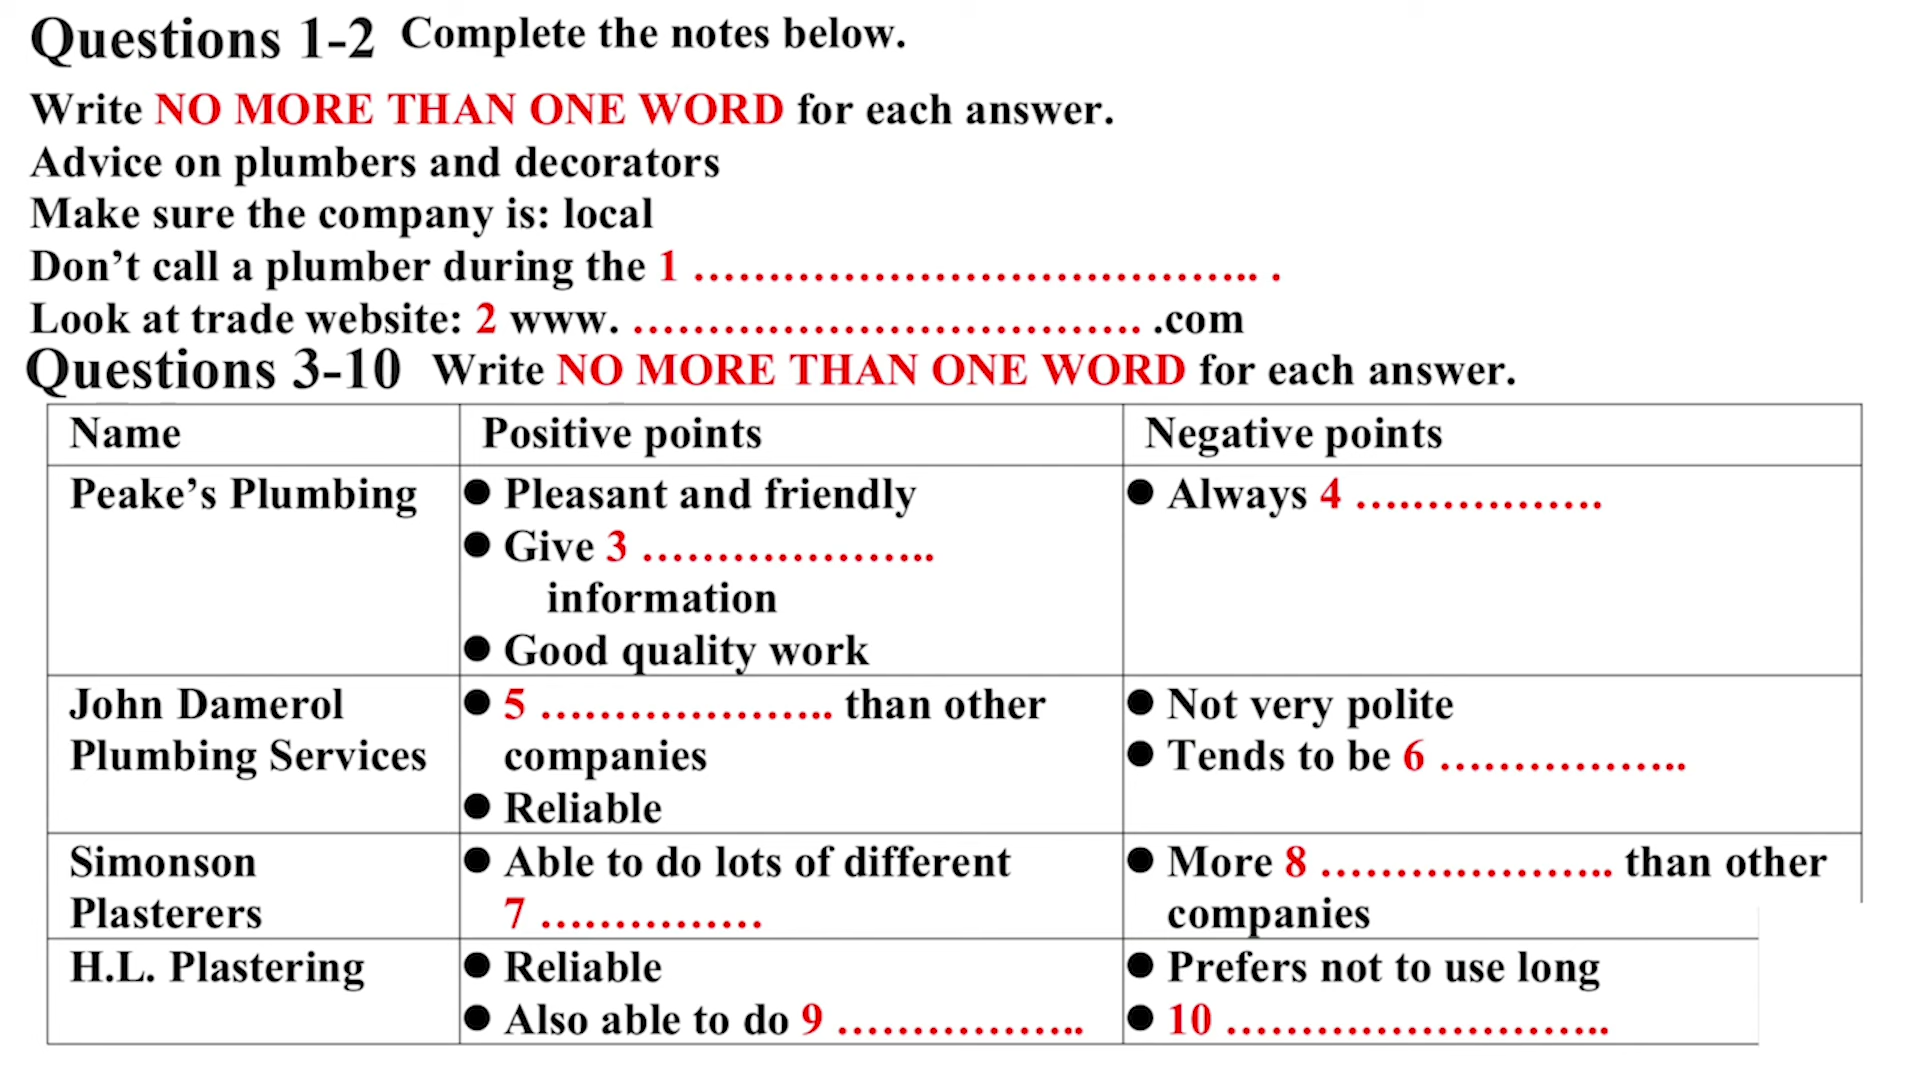 Questions 1-2 Complete the notes below.
Write NO MORE THAN ONE WORD for each answer.
Advice on plumbers and decorators
Make sure the company is: local
Don’t call a plumber during the 1 ……………………………….. .
Look at trade website: 2 www. ……………………………. .com
Questions 3-10 Write NO MORE THAN ONE WORD for each answer.
Name Positive points Negative points
Peake’s Plumbing
● Pleasant and friendly
● Give 3 ………………..
information
● Good quality work
● Always 4 ……………..
John Damerol
Plumbing Services
● 5 ……………….. than other
companies
● Reliable
● Not very polite
● Tends to be 6 ……………..
Simonson
Plasterers
● Able to do lots of different
7 ……………
● More 8 ……………….. than other
companies
H.L. Plastering
● Reliable
● Also able to do 9 ……………..
● Prefers not to use long
● 10 ……………………..